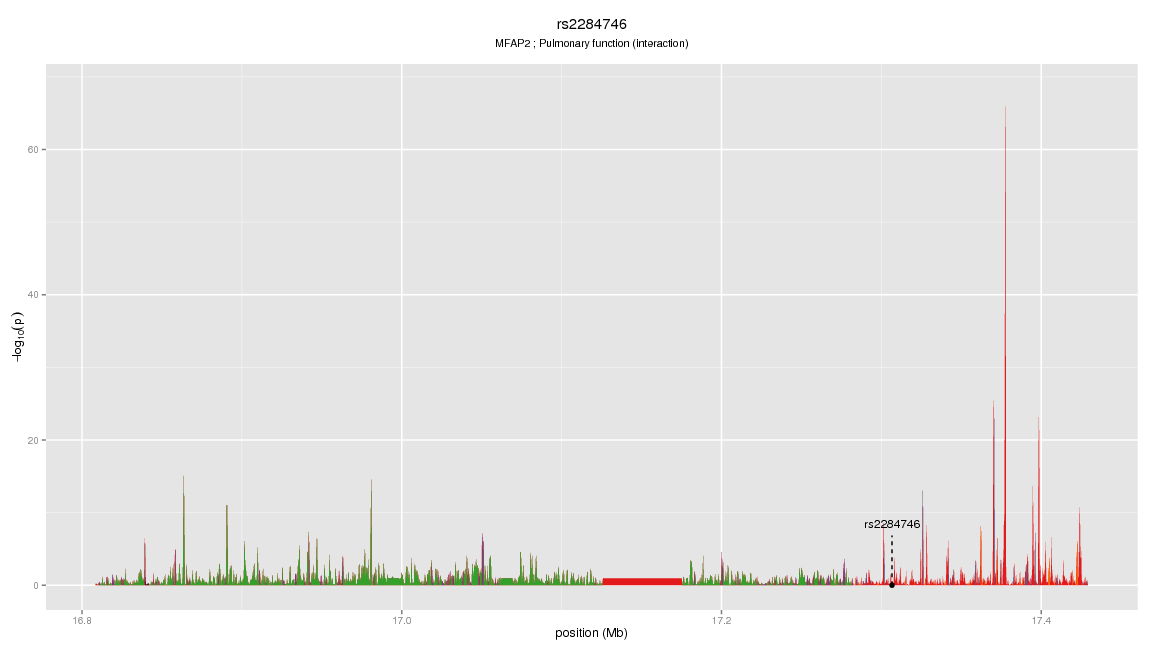 rs2284746
MFAP2 ; Pulmonary function (interaction)
60
40
20
0
−log10(p)
rs2284746
16.8 17.0 17.2 17.4
position (Mb)